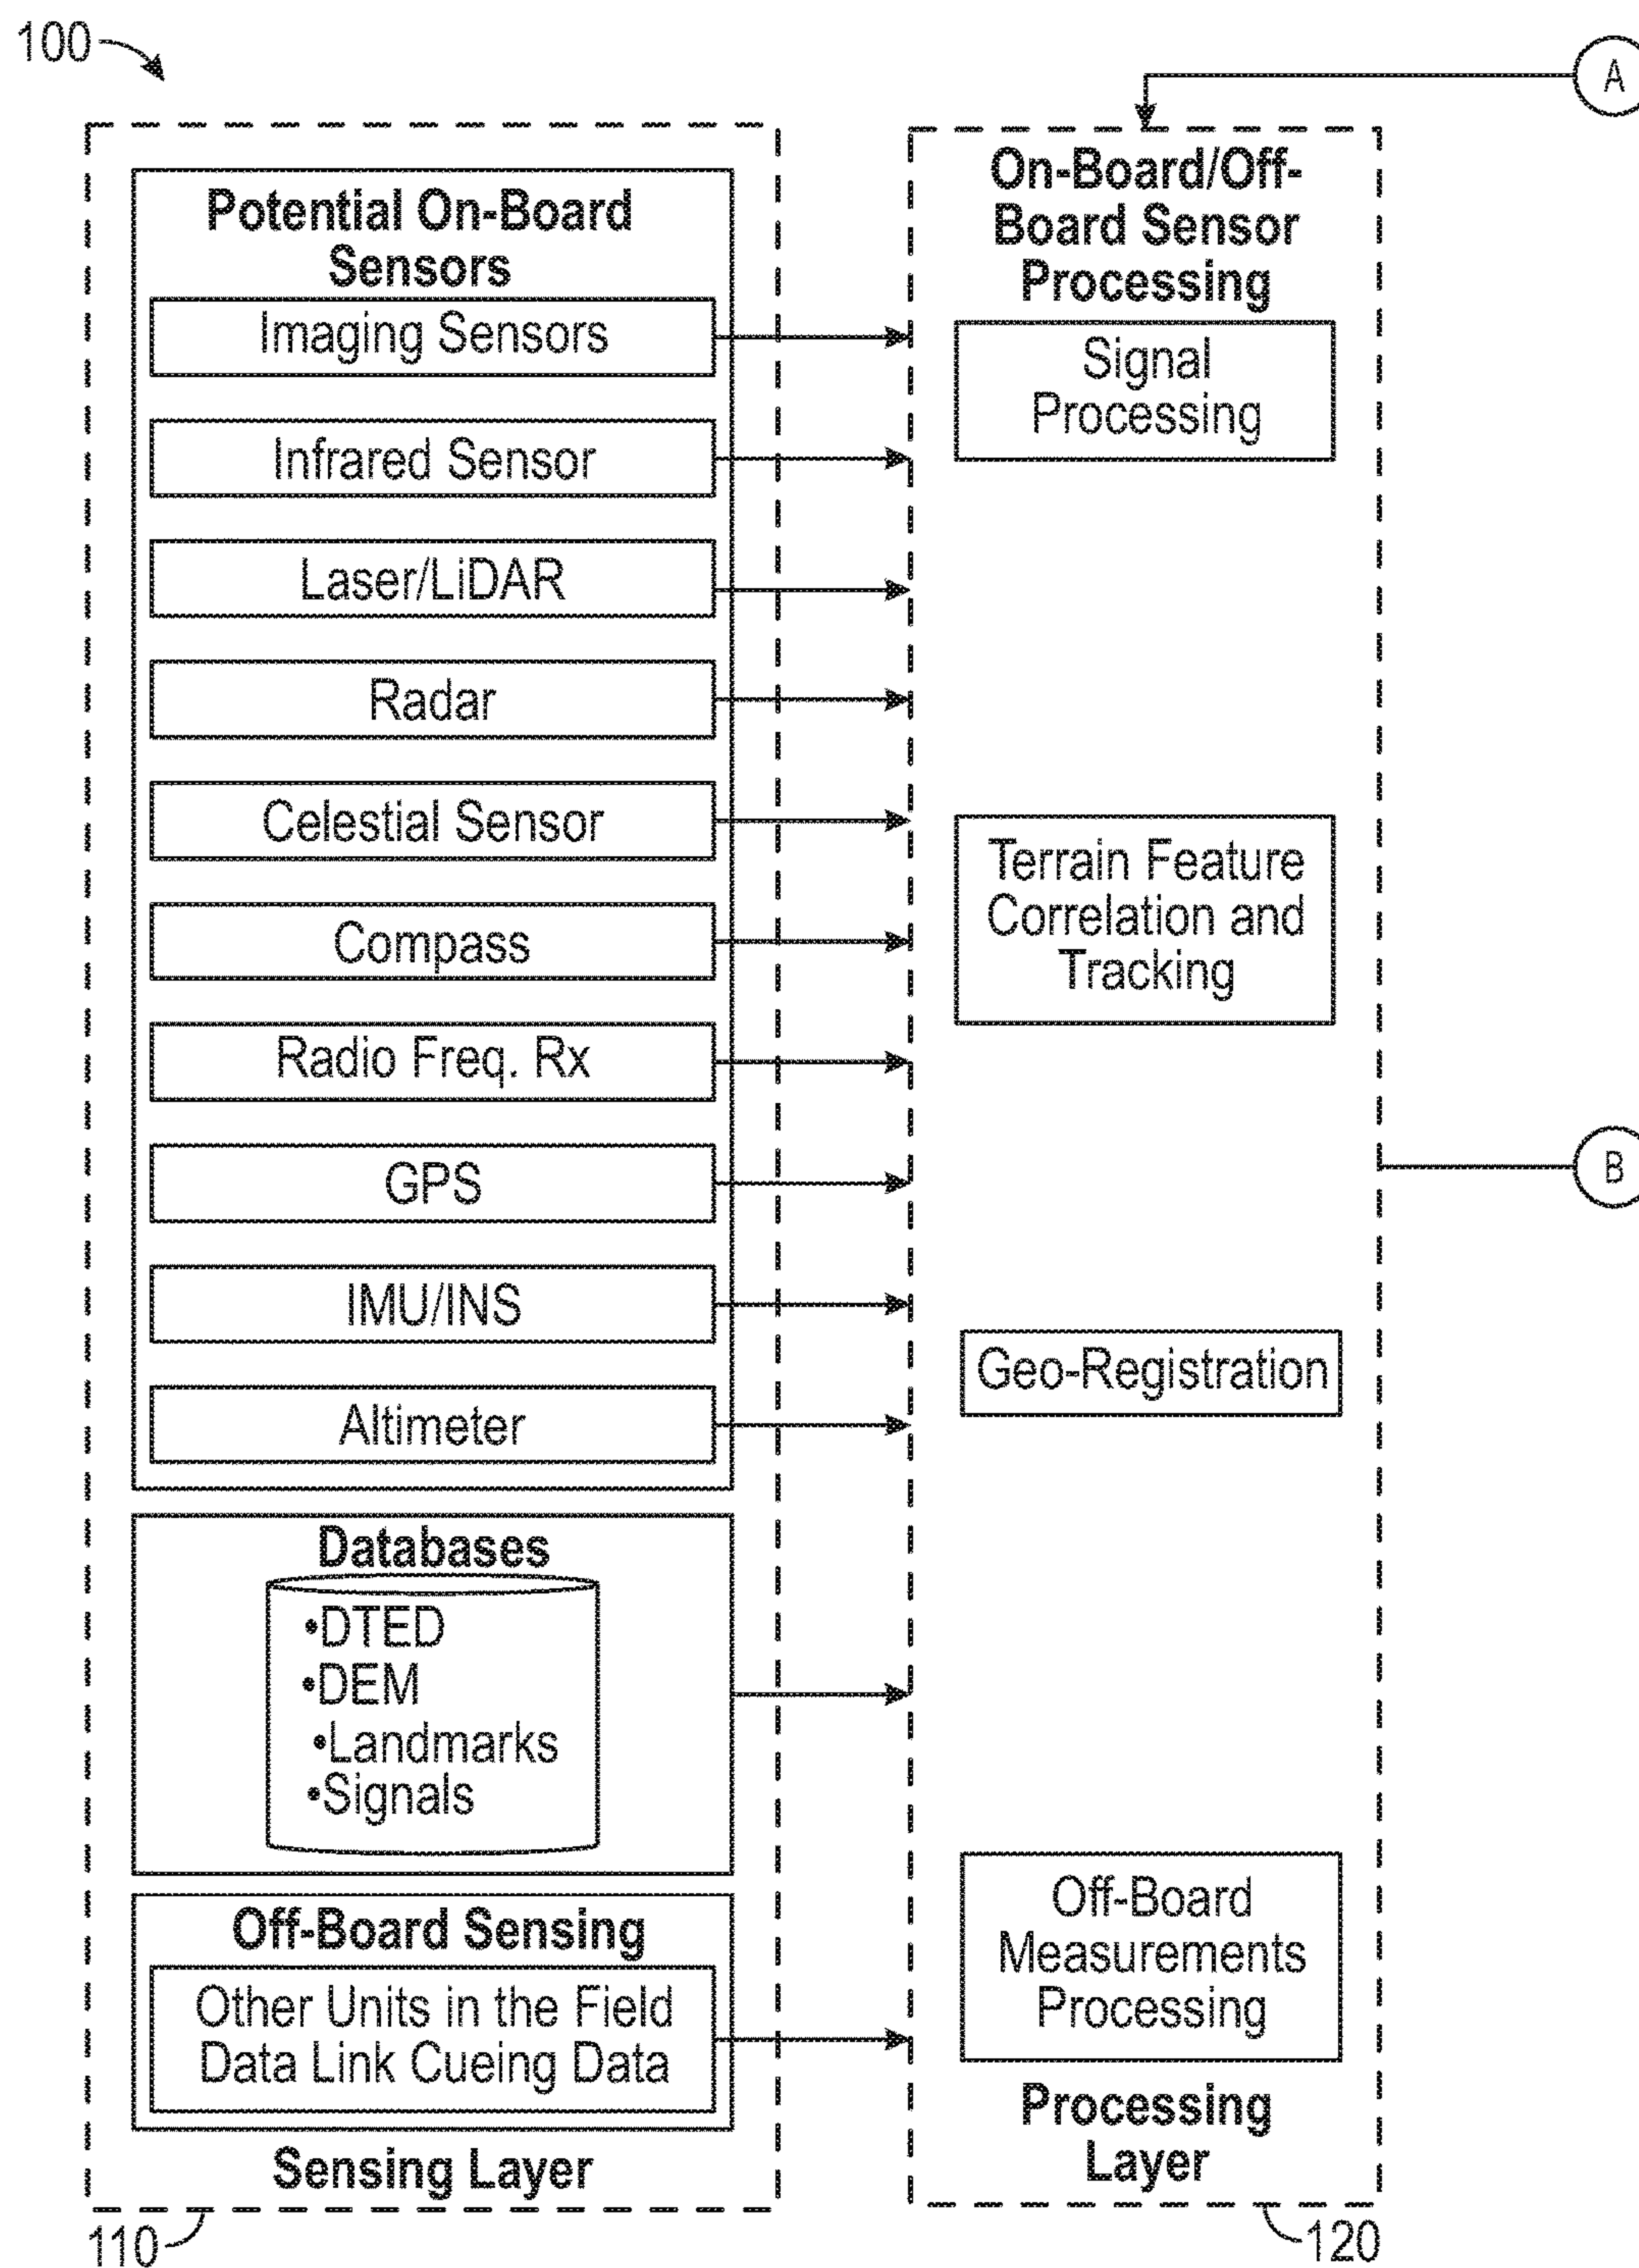 100
A
Potential On-Board
Sensors
Imaging Sensors
Infrared Sensor
Laser/LiDAR
Radar
Celestial Sensor
Compass
Radio Freq. Rx
GPS
IMU/INS
Altimeter
Databases
•DTED
•DEM
•Landmarks
•Signals
Off-Board Sensing
Other Units in the Field
Data Link Cueing Data
Sensing Layer
110
On-Board/Off-
Board Sensor
Processing
Signal
Processing
Terrain Feature
Correlation and
Tracking
B
Geo-Registration
Off-Board
Measurements
Processing
Processing
Layer
120